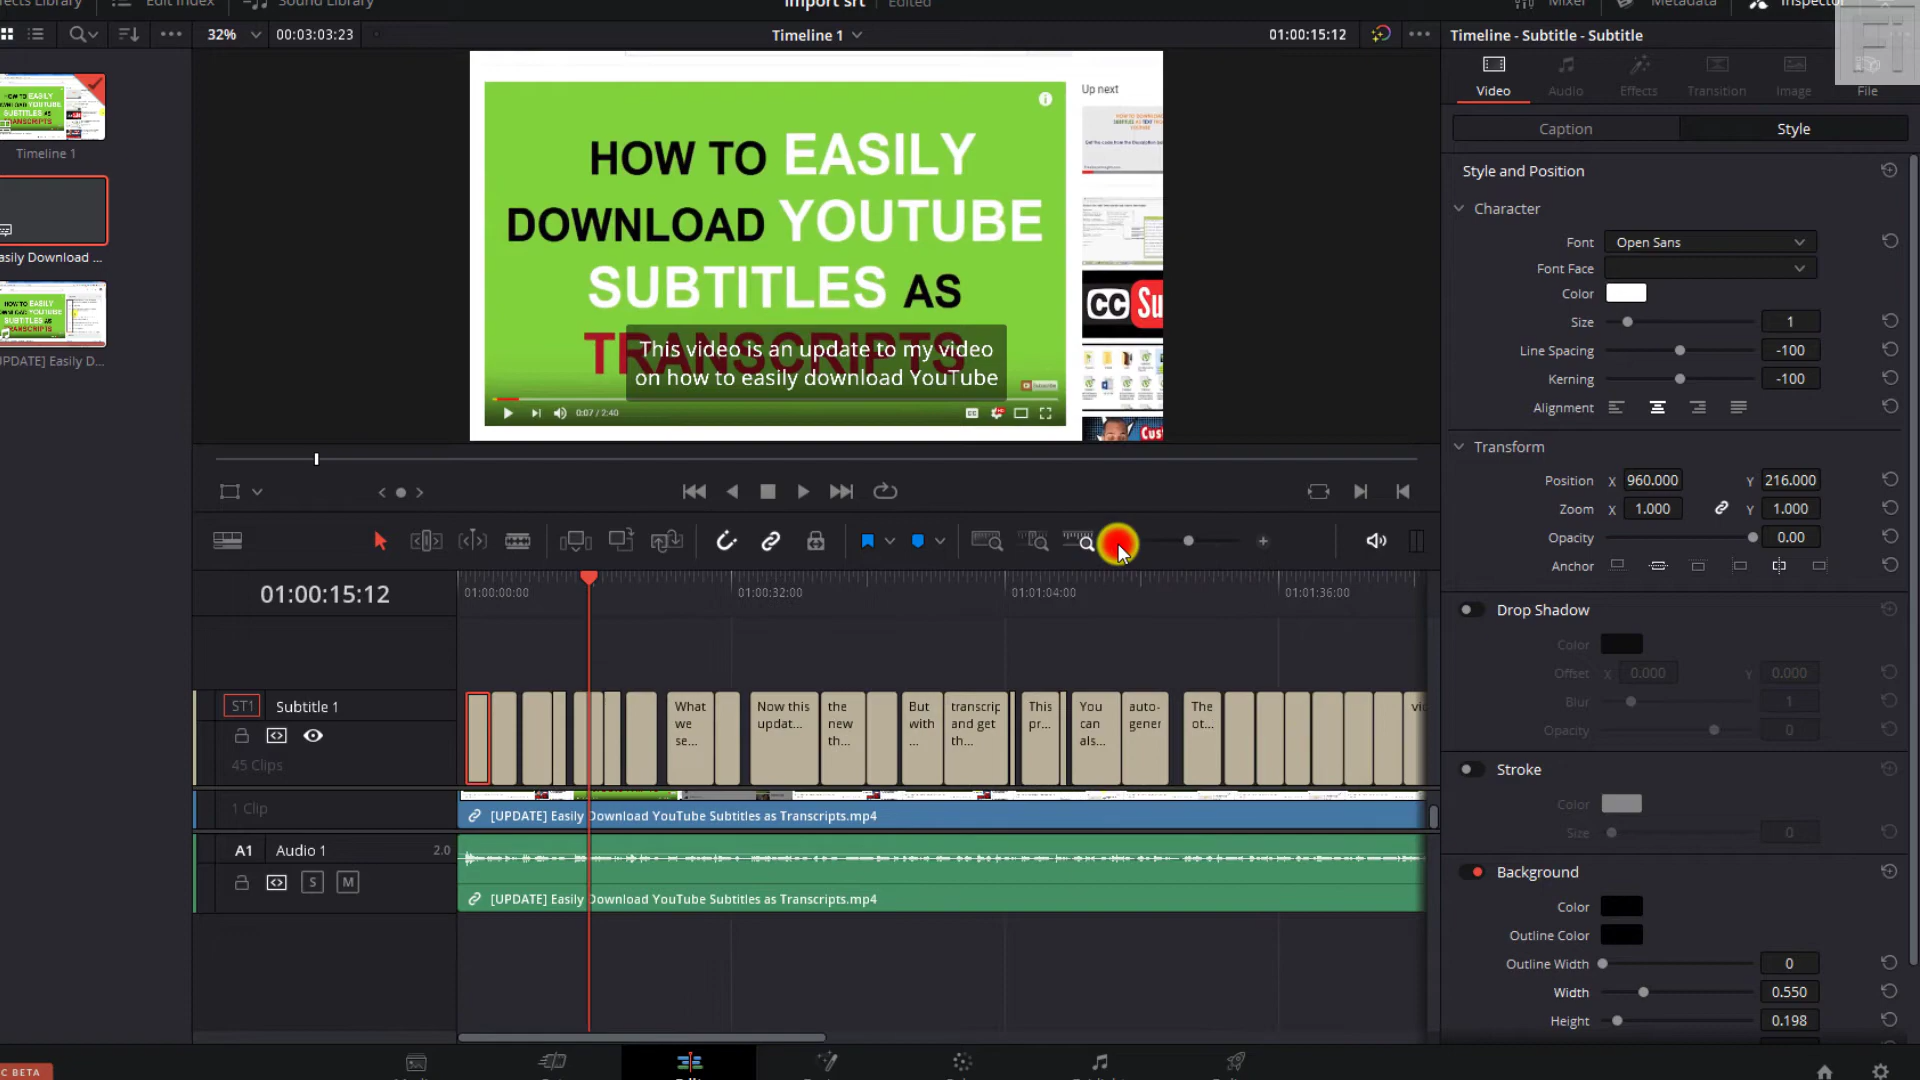 Effects Library
Edit Index
Sound Library
Import srt
Edited
Mixer
Metadata
Inspector
32%
00:03:03:23
Timeline 1
01:00:15:12
Timeline - Subtitle - Subtitle
Video
Audio
Effects
Transition
Image
File
Caption
Style
Timeline 1
asily Download ...
UPDATE] Easily D...
Up next
HOW TO EASILY
DOWNLOAD YOUTUBE
SUBTITLES AS
TRANSCRIPTS
This video is an update to my video
on how to easily download YouTube
Subscribe
0:07 / 2:40
CC Su
Cust
Style and Position
Character
Font
Open Sans
Font Face
Color
Size
1
Line Spacing
-100
Kerning
-100
Alignment
Transform
Position X 960.000 Y 216.000
Zoom X 1.000 Y 1.000
Opacity
0.00
Anchor
Drop Shadow
Color
Offset X 0.000 Y 0.000
Blur
1
Opacity
0
Stroke
Color
Size
0
Background
Color
Outline Color
Outline Width
0
Width
0.550
Height
0.198
01:00:15:12
01:00:00:00
01:00:32:00
01:01:04:00
01:01:36:00
ST1
Subtitle 1
45 Clips
What
we
se...
Now this
updat...
the
new
th...
But
with
...
transcrip
and get
th...
This
pr...
You
can
als...
auto-
gener
The
ot...
vi
1 Clip
[UPDATE] Easily Download YouTube Subtitles as Transcripts.mp4
A1
Audio 1
2.0
S
M
[UPDATE] Easily Download YouTube Subtitles as Transcripts.mp4
C BETA